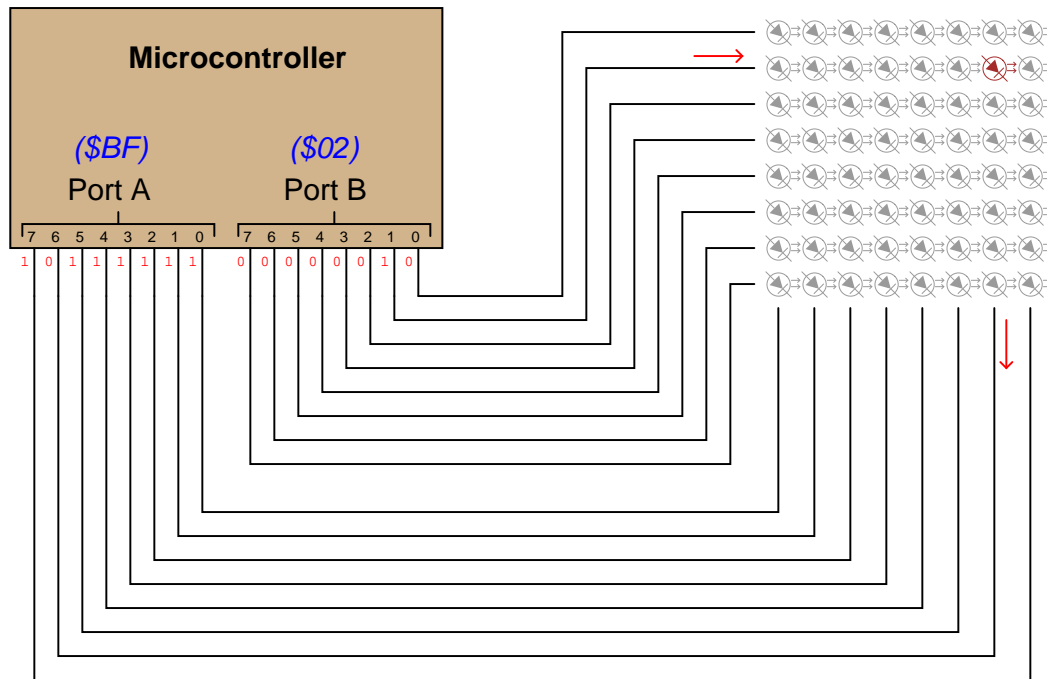 Microcontroller
($BF) ($02)
Port A Port B
7 6 5 4 3 2 1 0 7 6 5 4 3 2 1 0
1 0 1 1 1 1 1 1 0 0 0 0 0 0 1 0